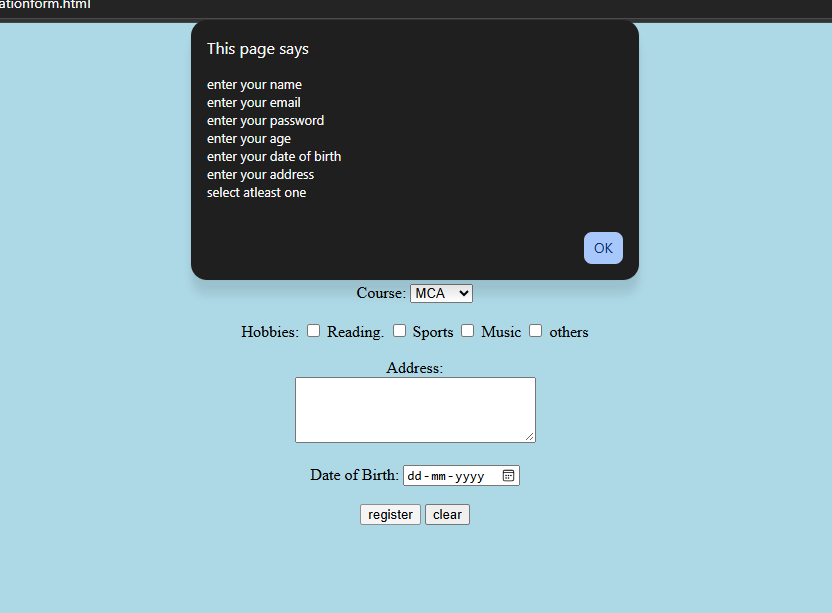 ationform.html
This page says
enter your name
enter your email
enter your password
enter your age
enter your date of birth
enter your address
select atleast one
OK
Course: MCA
Hobbies: Reading. Sports Music others
Address:
Date of Birth: dd-mm-yyyy
register clear